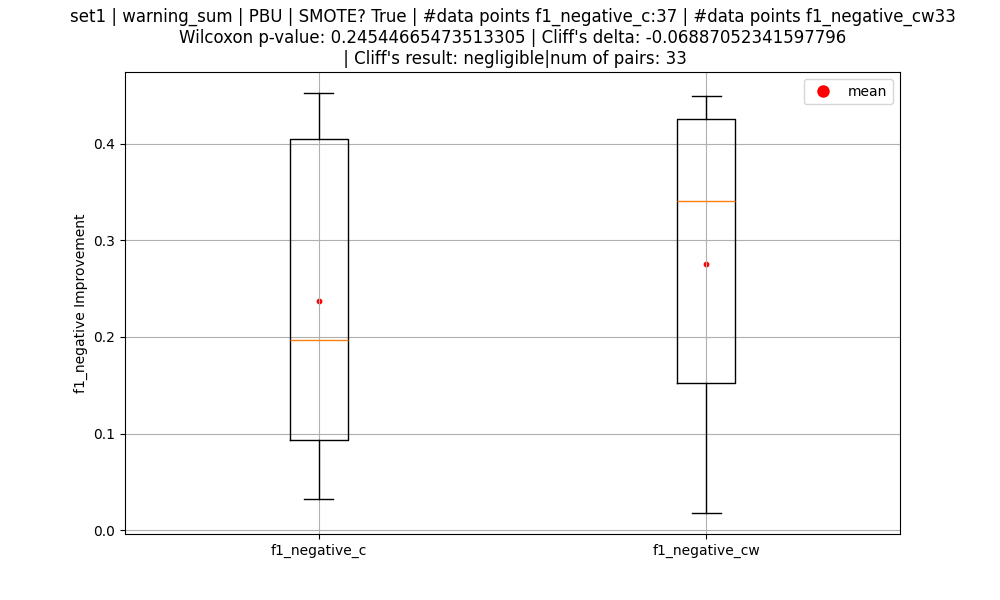 set1 | warning_sum | PBU | SMOTE? True | #data points f1_negative_c:37 | #data points f1_negative_cw33
Wilcoxon p-value: 0.24544665473513305 | Cliff's delta: -0.06887052341597796
| Cliff's result: negligible|num of pairs: 33
mean
0.4
0.3
0.2
0.1
0.0
f1_negative Improvement
f1_negative_c
f1_negative_cw